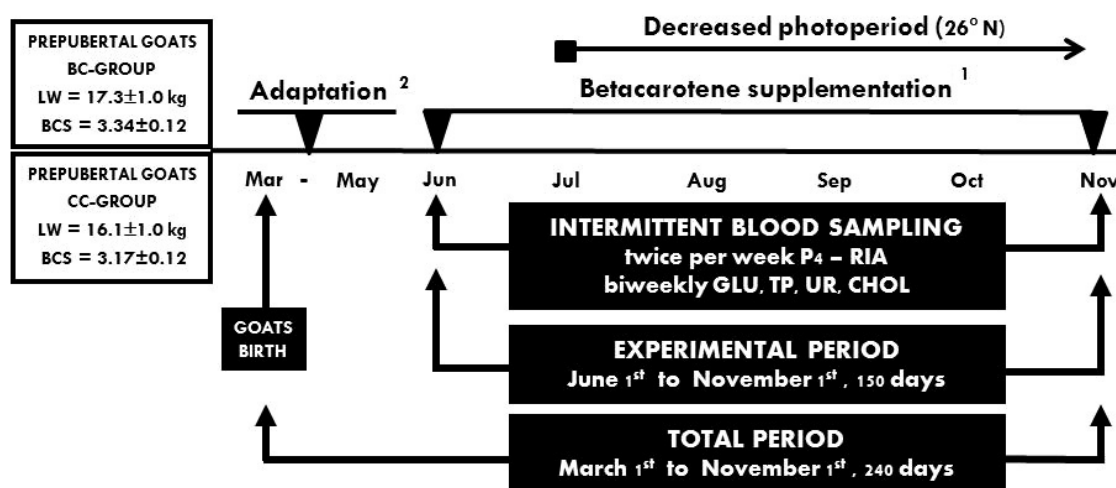 PREPUBERTAL GOATS
BC-GROUP
LW = 17.3±1.0 kg
BCS = 3.34±0.12
PREPUBERTAL GOATS
CC-GROUP
LW = 16.1±1.0 kg
BCS = 3.17±0.12
Decreased photoperiod (26° N)
Adaptation 2
Betacarotene supplementation 1
Mar - May Jun Jul Aug Sep Oct Nov
INTERMITTENT BLOOD SAMPLING
twice per week P4 – RIA
biweekly GLU, TP, UR, CHOL
GOATS
BIRTH
EXPERIMENTAL PERIOD
June 1st to November 1st, 150 days
TOTAL PERIOD
March 1st to November 1st, 240 days